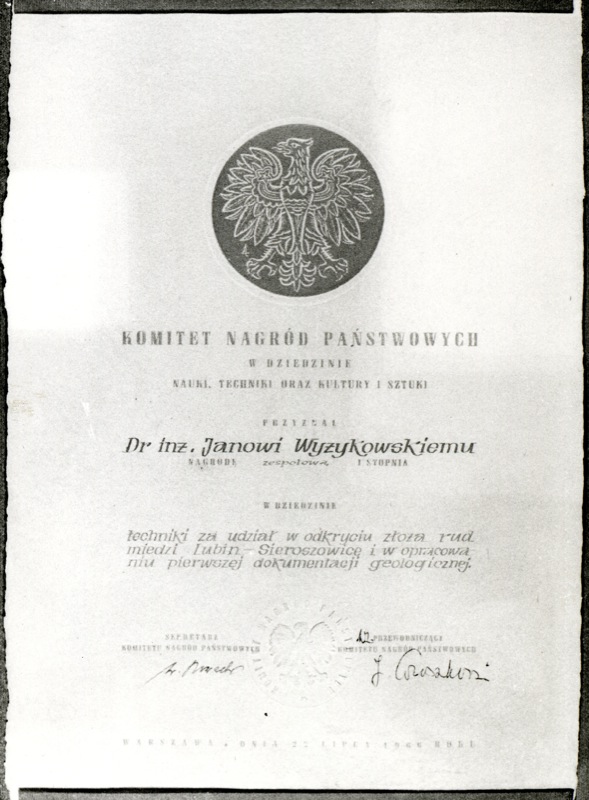 KOMITET NAGRÓD PAŃSTWOWYCH
W DZIEDZINIE
NAUKI, TECHNIKI ORAZ KULTURY I SZTUKI
PRZYZNAŁ
Dr inż. Janowi Wyżykowskiemu
NAGRODĘ zespołową I STOPNIA
W DZIEDZINIE
techniki za udział w odkryciu złoża rud
miedzi Lubin-Sieroszowice i w opracowa-
niu pierwszej dokumentacji geologicznej.
SEKRETARZ
KOMITETU NAGRÓD PAŃSTWOWYCH
PRZEWODNICZĄCY
KOMITETU NAGRÓD PAŃSTWOWYCH
WARSZAWA, DNIA 22 LIPCA 1966 ROKU